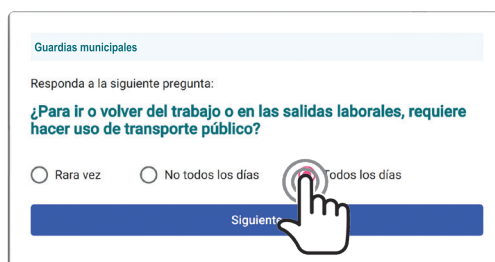 Guardias municipales
Responda a la siguiente pregunta:
¿Para ir o volver del trabajo o en las salidas laborales, requiere
hacer uso de transporte público?
Rara vez
No todos los días
Todos los días
Siguiente